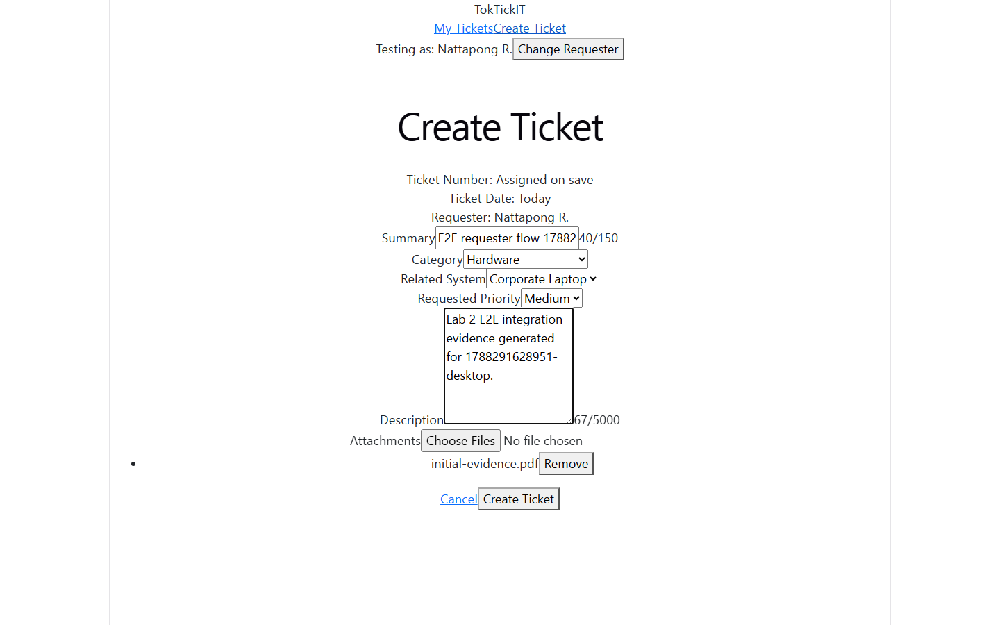 TokTickIT
My TicketsCreate Ticket
Testing as: Nattapong R. Change Requester
Create Ticket
Ticket Number: Assigned on save
Ticket Date: Today
Requester: Nattapong R.
Summary E2E requester flow 17882 40/150
Category Hardware
Related System Corporate Laptop
Requested Priority Medium
Lab 2 E2E integration
evidence generated
for 1788291628951-
desktop.
Description 67/5000
Attachments Choose Files No file chosen
initial-evidence.pdf Remove
Cancel Create Ticket